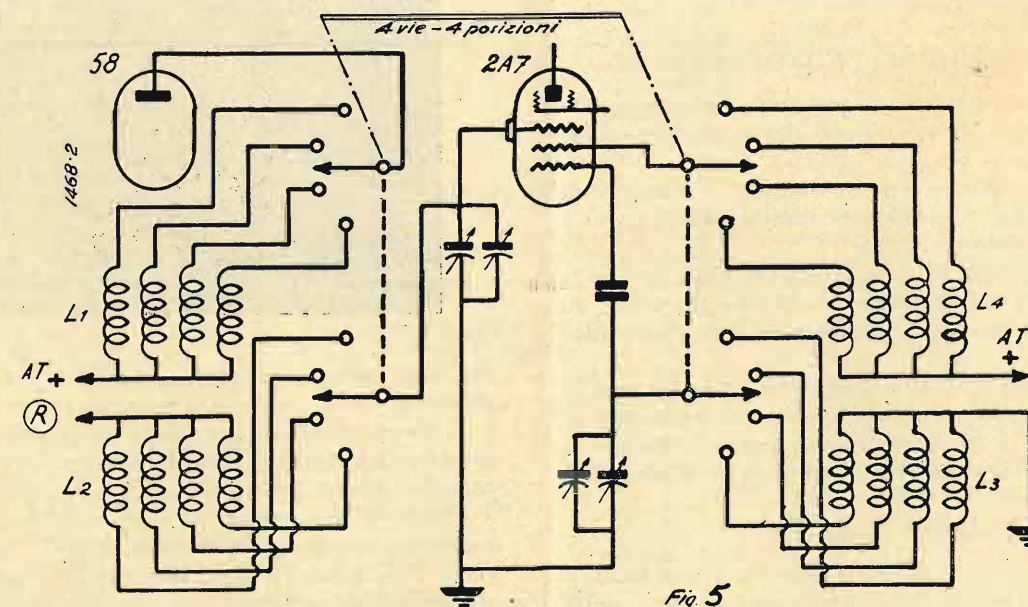 4 vie - 4 posizioni
58
2A7
1468-2
L1
L4
AT +
AT +
R
L2
L3
Fig. 5